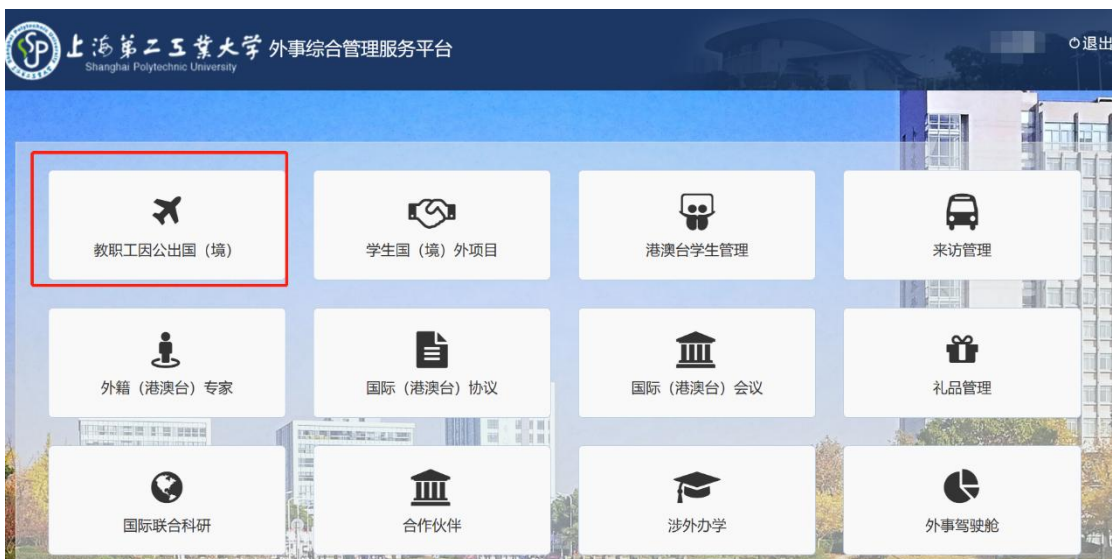 上海第二工業大学 外事综合管理服务平台
Shanghai Polytechnic University
退出
教职工因公出国（境）
学生国（境）外项目
港澳台学生管理
来访管理
外籍（港澳台）专家
国际（港澳台）协议
国际（港澳台）会议
礼品管理
国际联合科研
合作伙伴
涉外办学
外事驾驶舱